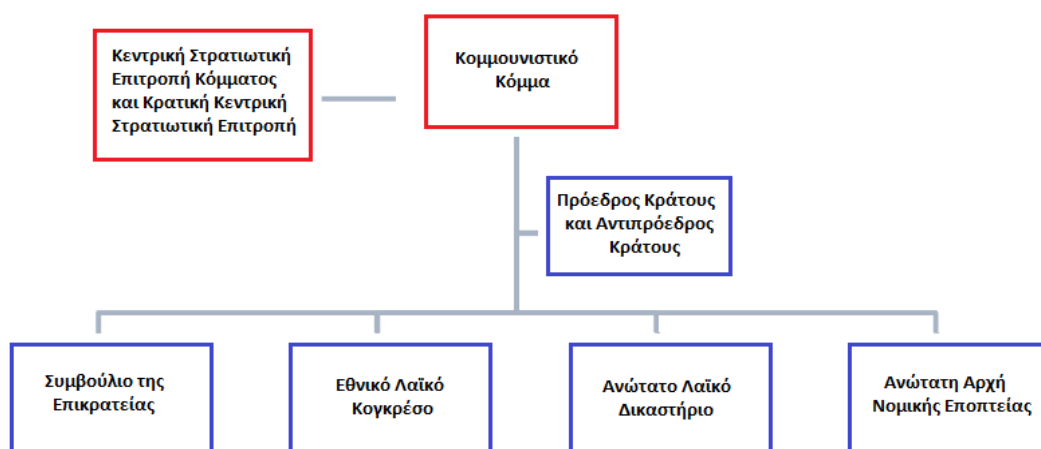 Κεντρική Στρατιωτική
Επιτροπή Κόμματος
και Κρατική Κεντρική
Στρατιωτική Επιτροπή
Κομμουνιστικό
Κόμμα
Πρόεδρος Κράτους
και Αντιπρόεδρος
Κράτους
Συμβούλιο της
Επικρατείας
Εθνικό Λαϊκό
Κογκρέσο
Ανώτατο Λαϊκό
Δικαστήριο
Ανώτατη Αρχή
Νομικής Εποπτείας